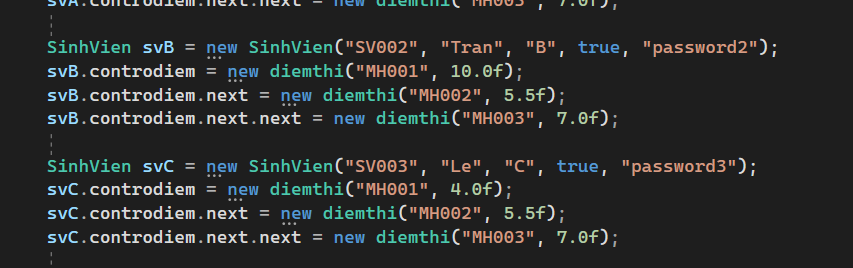 svA.controdiem.next.next = new diemthi("MH003", 7.0f);
SinhVien svB = new SinhVien("SV002", "Tran", "B", true, "password2");
svB.controdiem = new diemthi("MH001", 10.0f);
svB.controdiem.next = new diemthi("MH002", 5.5f);
svB.controdiem.next.next = new diemthi("MH003", 7.0f);
SinhVien svC = new SinhVien("SV003", "Le", "C", true, "password3");
svC.controdiem = new diemthi("MH001", 4.0f);
svC.controdiem.next = new diemthi("MH002", 5.5f);
svC.controdiem.next.next = new diemthi("MH003", 7.0f);